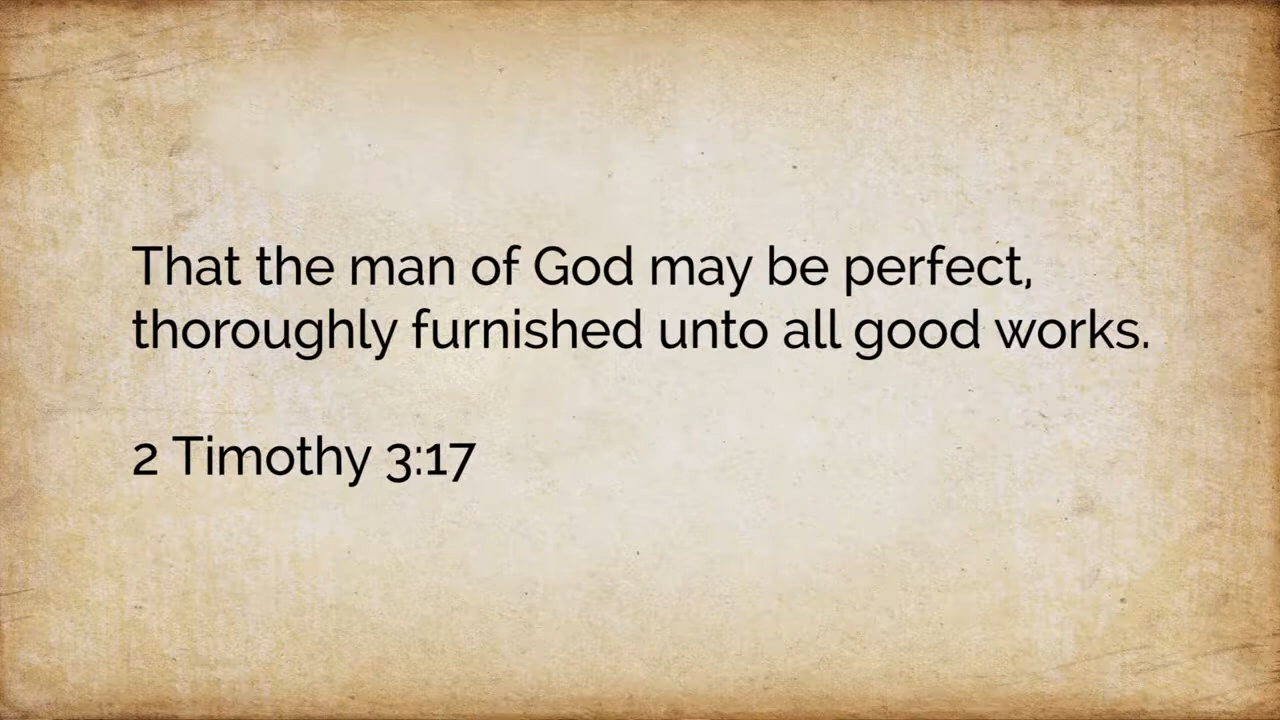 That the man of God may be perfect,
thoroughly furnished unto all good works.
2 Timothy 3:17